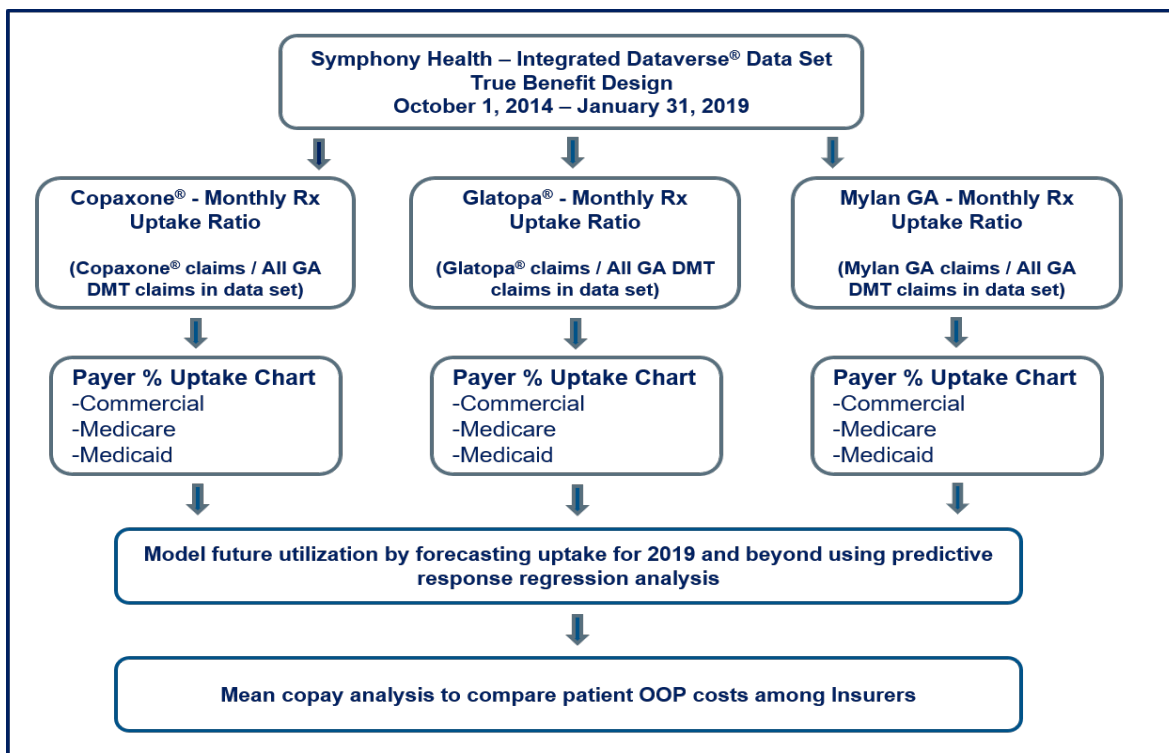 Symphony Health – Integrated Dataverse® Data Set
True Benefit Design
October 1, 2014 – January 31, 2019
Copaxone® - Monthly Rx
Uptake Ratio
(Copaxone® claims / All GA
DMT claims in data set)
Glatopa® - Monthly Rx
Uptake Ratio
(Glatopa® claims / All GA DMT
claims in data set)
Mylan GA - Monthly Rx
Uptake Ratio
(Mylan GA claims / All GA
DMT claims in data set)
Payer % Uptake Chart
-Commercial
-Medicare
-Medicaid
Payer % Uptake Chart
-Commercial
-Medicare
-Medicaid
Payer % Uptake Chart
-Commercial
-Medicare
-Medicaid
Model future utilization by forecasting uptake for 2019 and beyond using predictive
response regression analysis
Mean copay analysis to compare patient OOP costs among Insurers